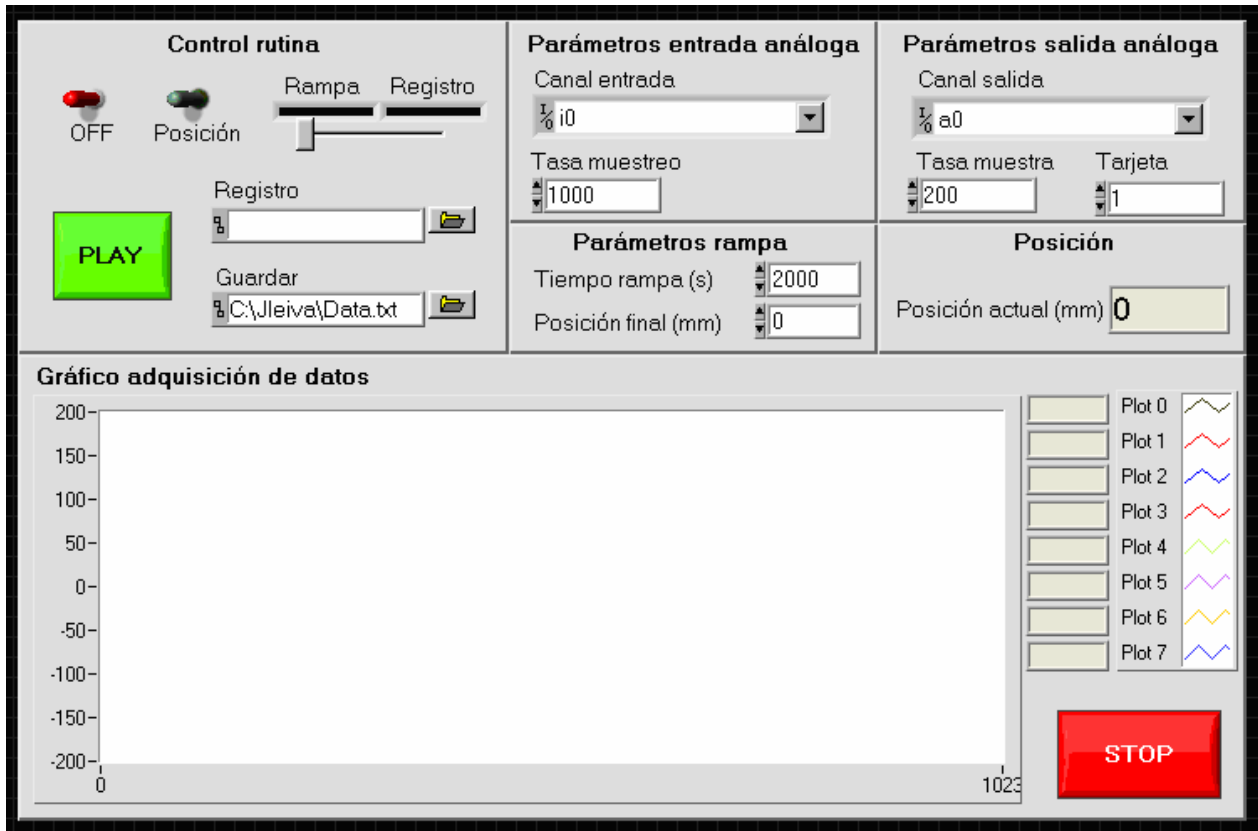 Control rutina
Rampa Registro
OFF Posición
Registro
PLAY
Guardar
C:\Jleiva\Data.txt
Parámetros entrada análoga
Canal entrada
I/O i0
Tasa muestreo
1000
Parámetros salida análoga
Canal salida
I/O a0
Tasa muestra Tarjeta
200 1
Parámetros rampa
Tiempo rampa (s) 2000
Posición final (mm) 0
Posición
Posición actual (mm) 0
Gráfico adquisición de datos
200
150
100
50
0
-50
-100
-150
-200
0 1023
Plot 0
Plot 1
Plot 2
Plot 3
Plot 4
Plot 5
Plot 6
Plot 7
STOP